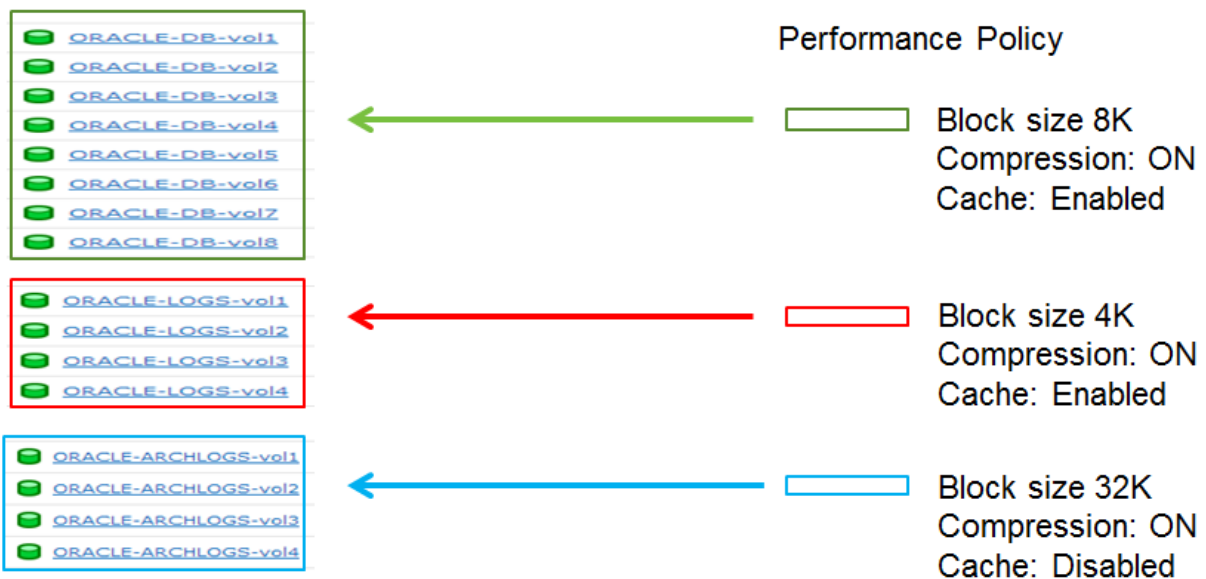 ORACLE-DB-vol1
ORACLE-DB-vol2
ORACLE-DB-vol3
ORACLE-DB-vol4
ORACLE-DB-vol5
ORACLE-DB-vol6
ORACLE-DB-vol7
ORACLE-DB-vol8
ORACLE-LOGS-vol1
ORACLE-LOGS-vol2
ORACLE-LOGS-vol3
ORACLE-LOGS-vol4
ORACLE-ARCHLOGS-vol1
ORACLE-ARCHLOGS-vol2
ORACLE-ARCHLOGS-vol3
ORACLE-ARCHLOGS-vol4
Performance Policy
Block size 8K
Compression: ON
Cache: Enabled
Block size 4K
Compression: ON
Cache: Enabled
Block size 32K
Compression: ON
Cache: Disabled